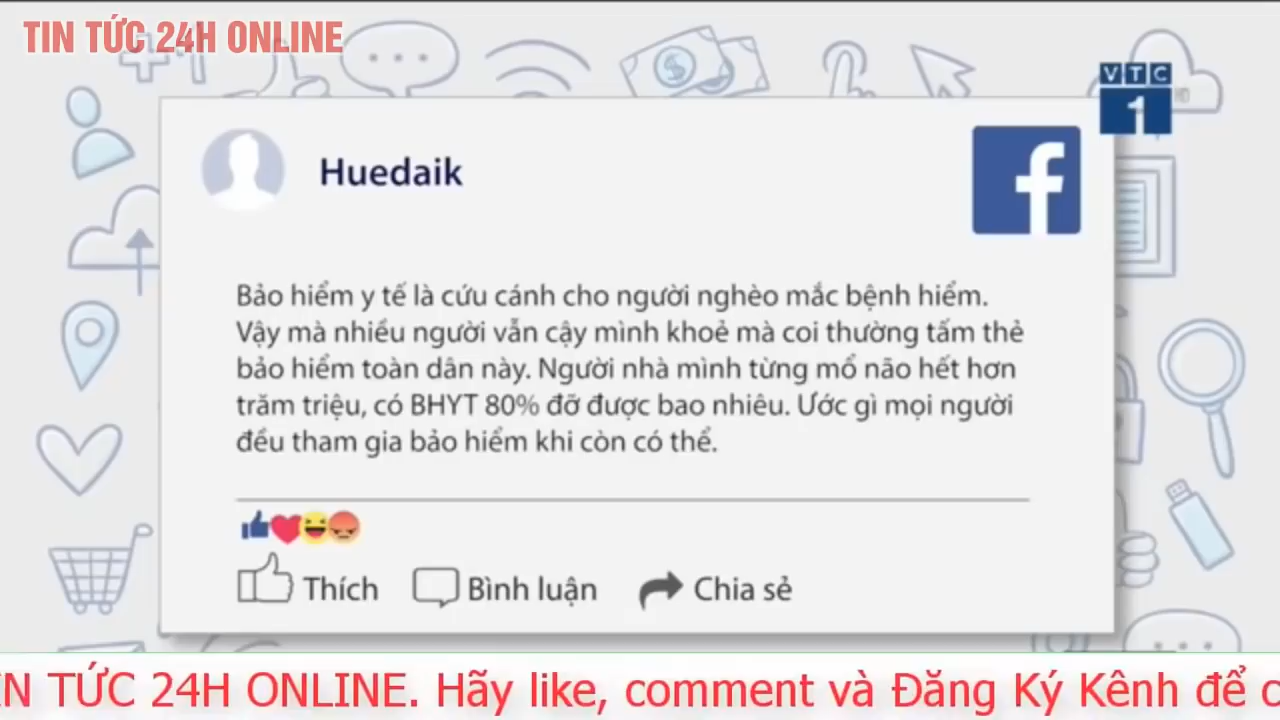 TIN TỨC 24H ONLINE
VTC
1
Huedaik
f
Bảo hiểm y tế là cứu cánh cho người nghèo mắc bệnh hiểm.
Vậy mà nhiều người vẫn cậy mình khoẻ mà coi thường tấm thẻ
bảo hiểm toàn dân này. Người nhà mình từng mổ não hết hơn
trăm triệu, có BHYT 80% đỡ được bao nhiêu. Ước gì mọi người
đều tham gia bảo hiểm khi còn có thể.
Thích Bình luận Chia sẻ
N TỨC 24H ONLINE. Hãy like, comment và Đăng Ký Kênh để